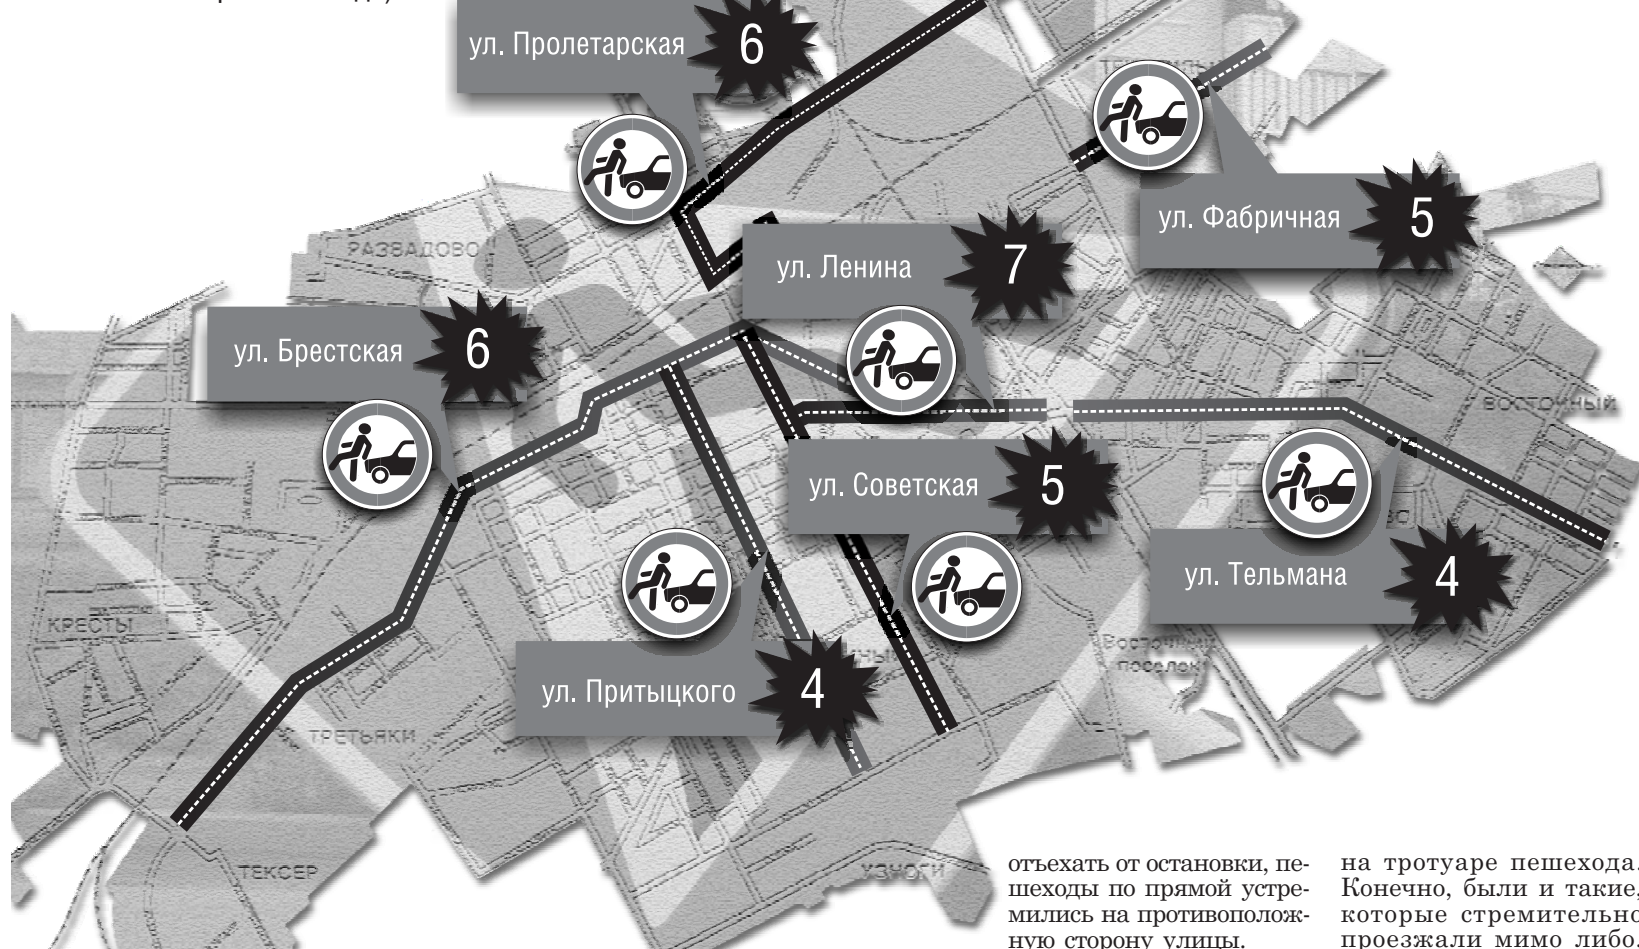 ул. Пролетарская
6
ул. Фабричная
5
РАЗВАДОВО
ул. Ленина
7
ул. Брестская
6
ВОСТОЧНЫЙ
ул. Советская
5
ул. Тельмана
4
КРЕСТЫ
ул. Притыцкого
4
ТРЕТЬЯКИ
ТЕКСЕР
УЗНОГИ
отъехать от остановки, пе-
шеходы по прямой устре-
мились на противополож-
ную сторону улицы.
на тротуаре пешехода.
Конечно, были и такие,
которые стремительно
проезжали мимо либо,